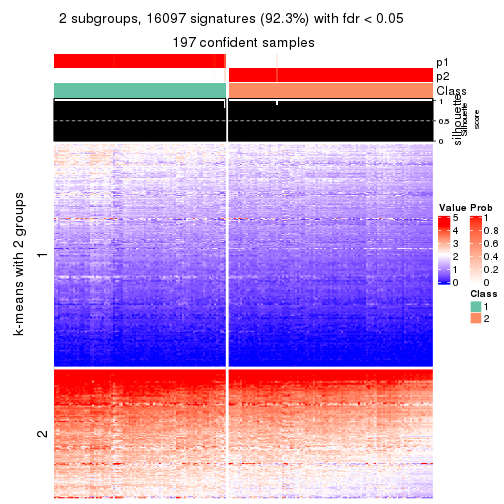 2 subgroups, 16097 signatures (92.3%) with fdr < 0.05
197 confident samples
p1
p2
Class
silhouette
Silhouette
score
1
0.5
0
k-means with 2 groups
1
2
Value
5
4
3
2
1
0
Prob
1
0.8
0.6
0.4
0.2
0
Class
1
2